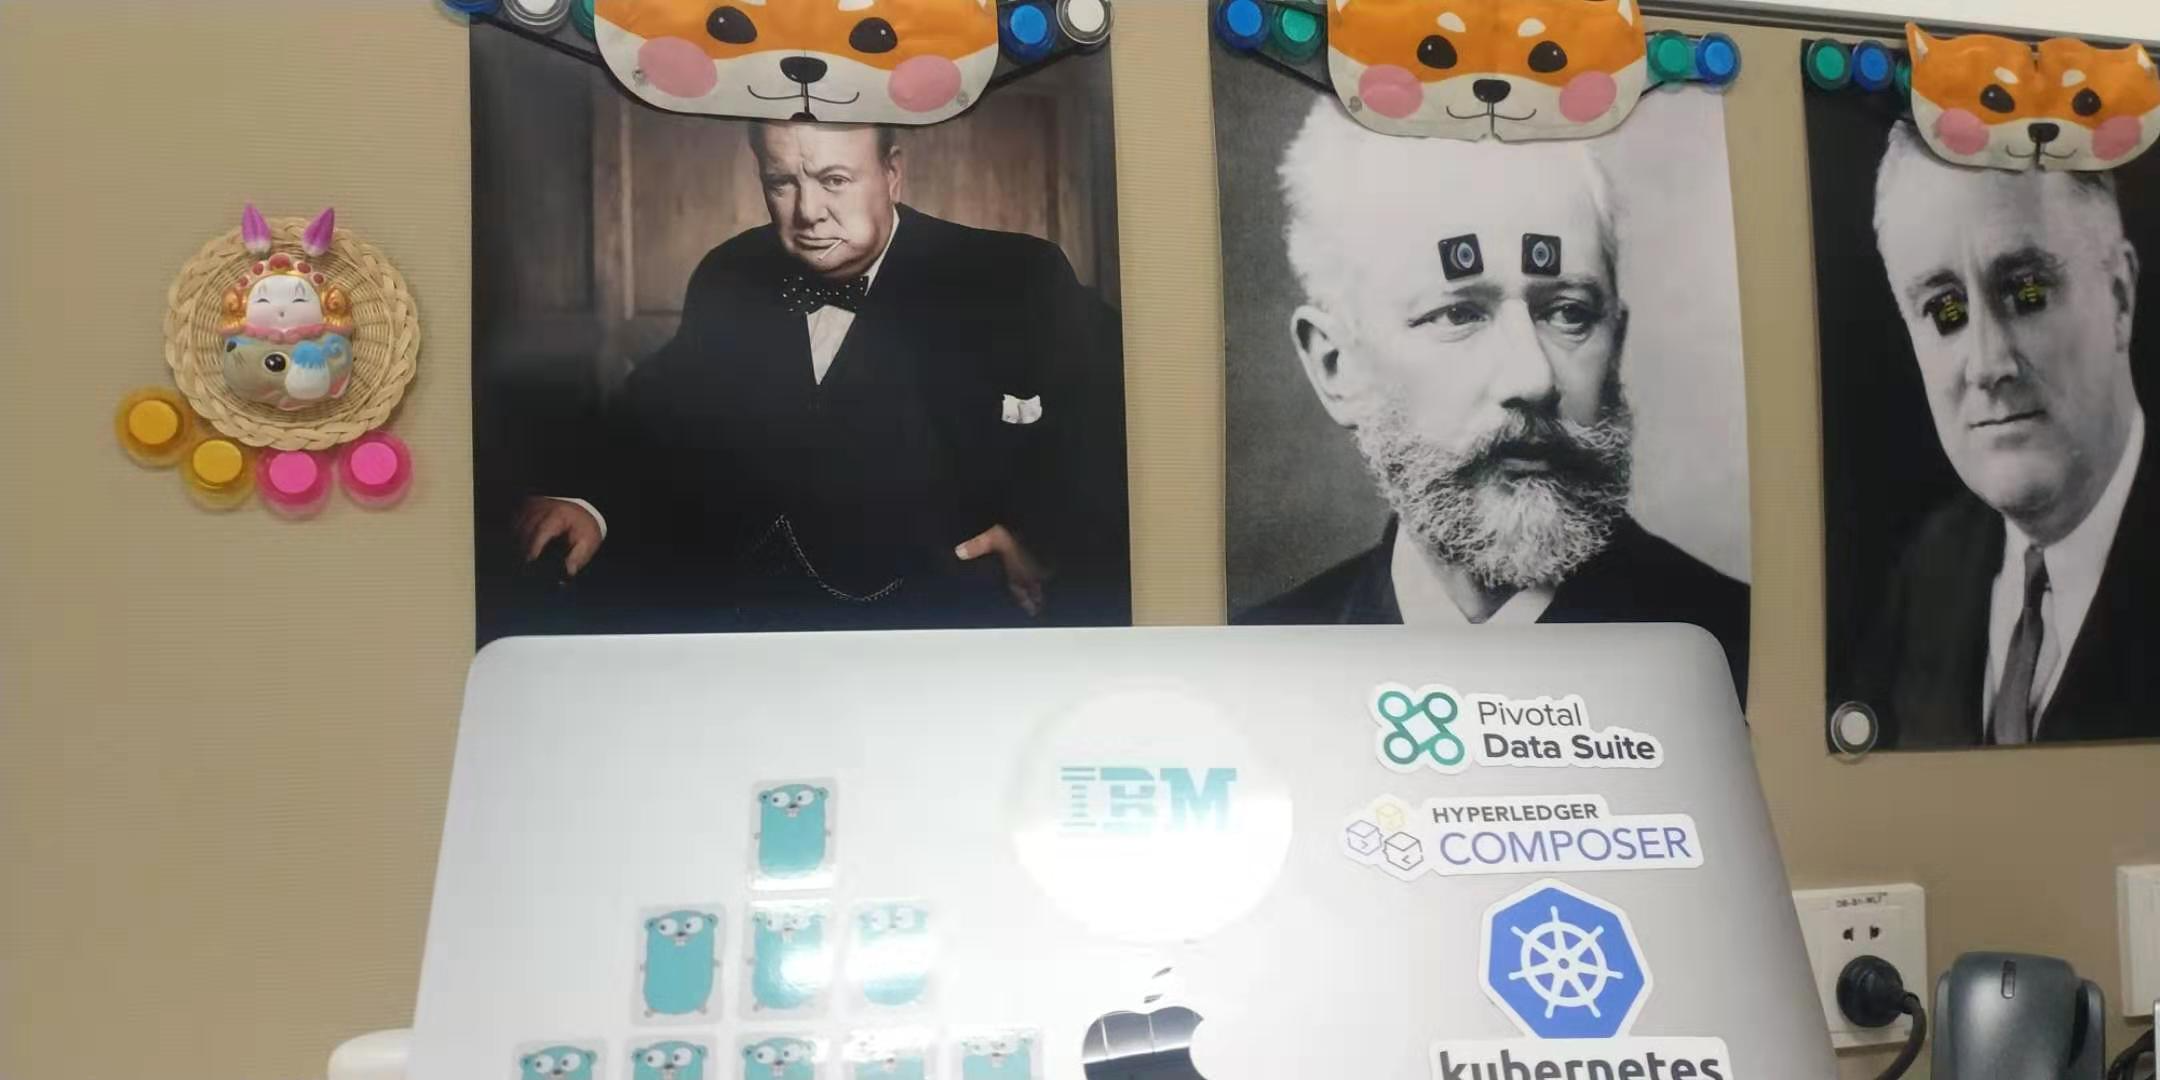 Pivotal
Data Suite
IBM
HYPERLEDGER
COMPOSER
kubernetes